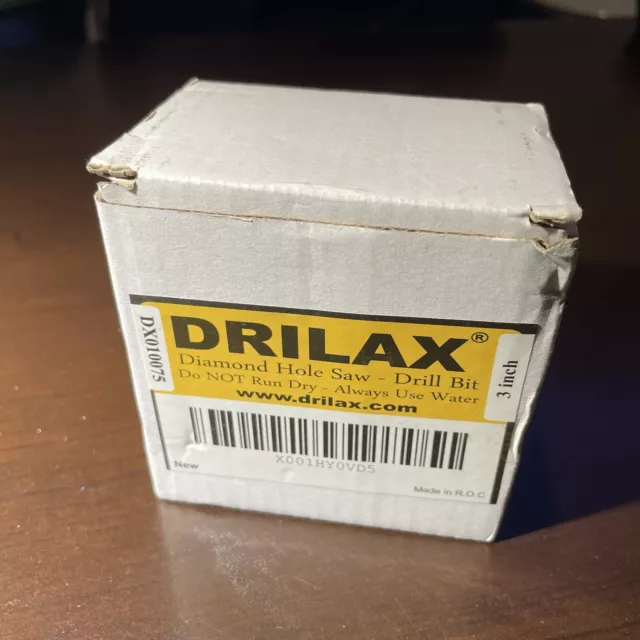 DRILAX®
Diamond Hole Saw - Drill Bit
Do NOT Run Dry - Always Use Water
www.drilax.com
DX010075
3 inch
X001HY0VD5
New
Made in R.O.C